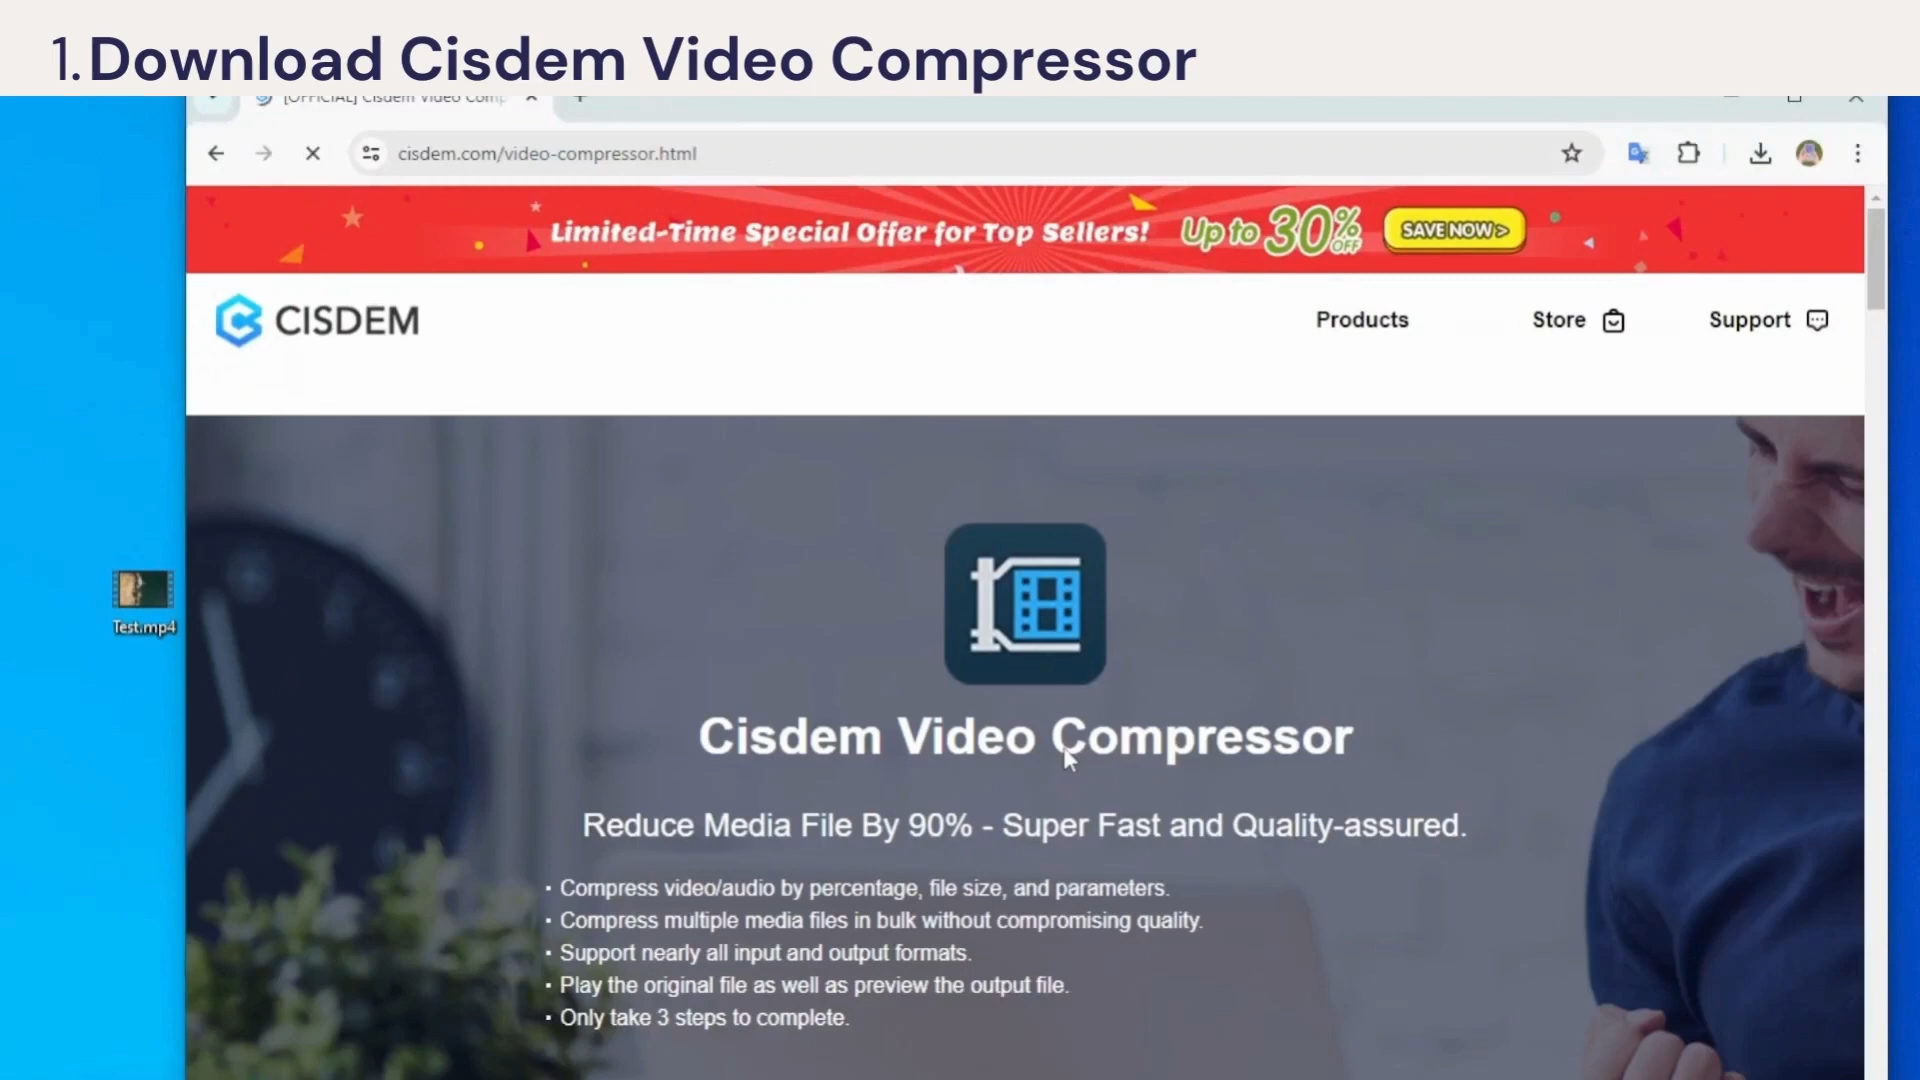 1. Download Cisdem Video Compressor
[OFFICIAL] Cisdem Video Comp
cisdem.com/video-compressor.html
Limited-Time Special Offer for Top Sellers! Up to 30% OFF SAVE NOW >
CISDEM
Products
Store
Support
Test.mp4
Cisdem Video Compressor
Reduce Media File By 90% - Super Fast and Quality-assured.
· Compress video/audio by percentage, file size, and parameters.
· Compress multiple media files in bulk without compromising quality.
· Support nearly all input and output formats.
· Play the original file as well as preview the output file.
· Only take 3 steps to complete.